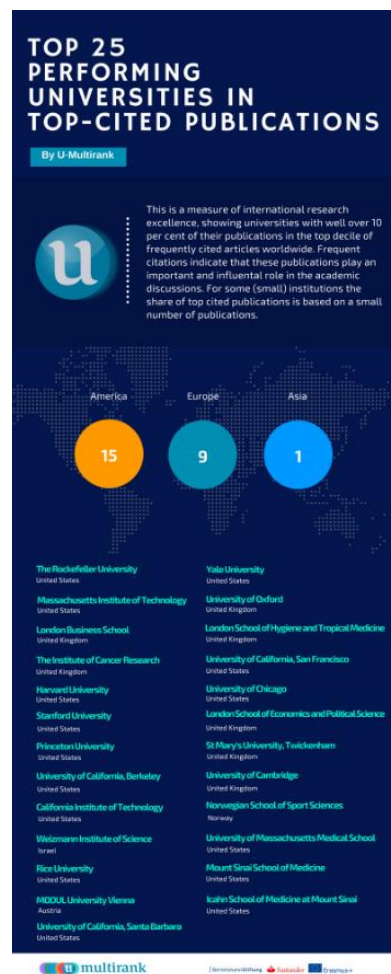 TOP 25
PERFORMING
UNIVERSITIES IN
TOP-CITED PUBLICATIONS
By U-Multirank
u
This is a measure of international research
excellence, showing universities with well over 10
per cent of their publications in the top decile of
frequently cited articles worldwide. Frequent
citations indicate that these publications play an
important and influental role in the academic
discussions. For some (small) institutions the
share of top cited publications is based on a small
number of publications.
America
Europe
Asia
15
9
1
The Rockefeller University
United States
Massachusetts Institute of Technology
United States
London Business School
United Kingdom
The Institute of Cancer Research
United Kingdom
Harvard University
United States
Stanford University
United States
Princeton University
United States
University of California, Berkeley
United States
California Institute of Technology
United States
Weizmann Institute of Science
Israel
Rice University
United States
MODUL University Vienna
Austria
University of California, Santa Barbara
United States
Yale University
United States
University of Oxford
United Kingdom
London School of Hygiene and Tropical Medicine
United Kingdom
University of California, San Francisco
United States
University of Chicago
United States
London School of Economics and Political Science
United Kingdom
St Mary's University, Twickenham
United Kingdom
University of Cambridge
United Kingdom
Norwegian School of Sport Sciences
Norway
University of Massachusetts Medical School
United States
Mount Sinai School of Medicine
United States
Icahn School of Medicine at Mount Sinai
United States
u multirank
BertelsmannStiftung Santander Erasmus+